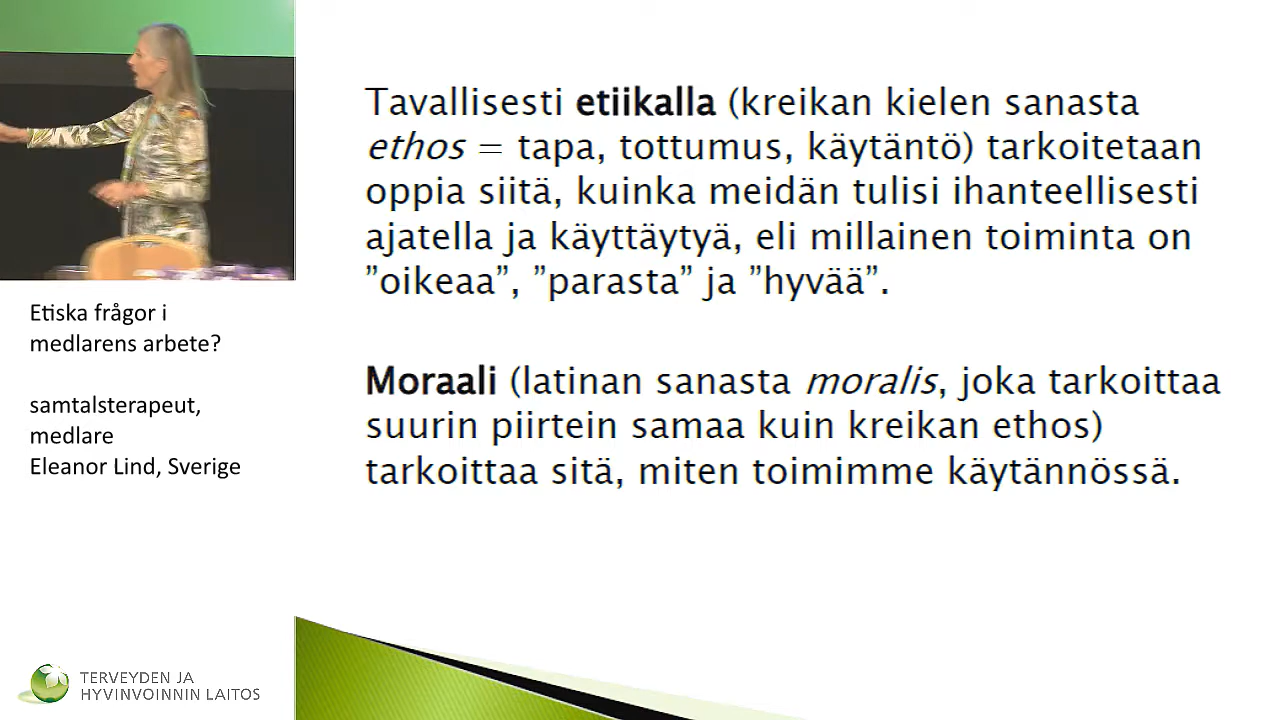 Tavallisesti etiikalla (kreikan kielen sanasta
ethos = tapa, tottumus, käytäntö) tarkoitetaan
oppia siitä, kuinka meidän tulisi ihanteellisesti
ajatella ja käyttäytyä, eli millainen toiminta on
”oikeaa”, ”parasta” ja ”hyvää”.
Moraali (latinan sanasta moralis, joka tarkoittaa
suurin piirtein samaa kuin kreikan ethos)
tarkoittaa sitä, miten toimimme käytännössä.
Etiska frågor i
medlarens arbete?
samtalsterapeut,
medlare
Eleanor Lind, Sverige
TERVEYDEN JA
HYVINVOINNIN LAITOS